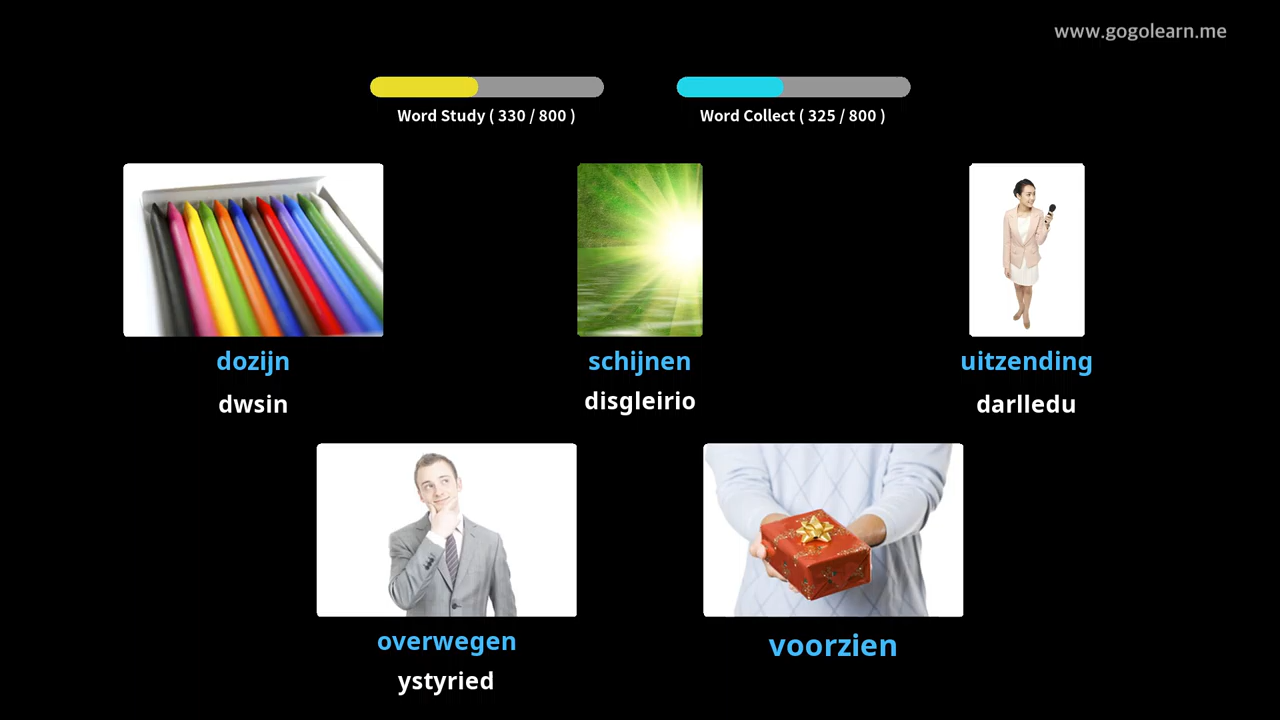 www.gogolearn.me
Word Study ( 330 / 800 )
Word Collect ( 325 / 800 )
dozijn
dwsin
schijnen
disgleirio
uitzending
darlledu
overwegen
ystyried
voorzien